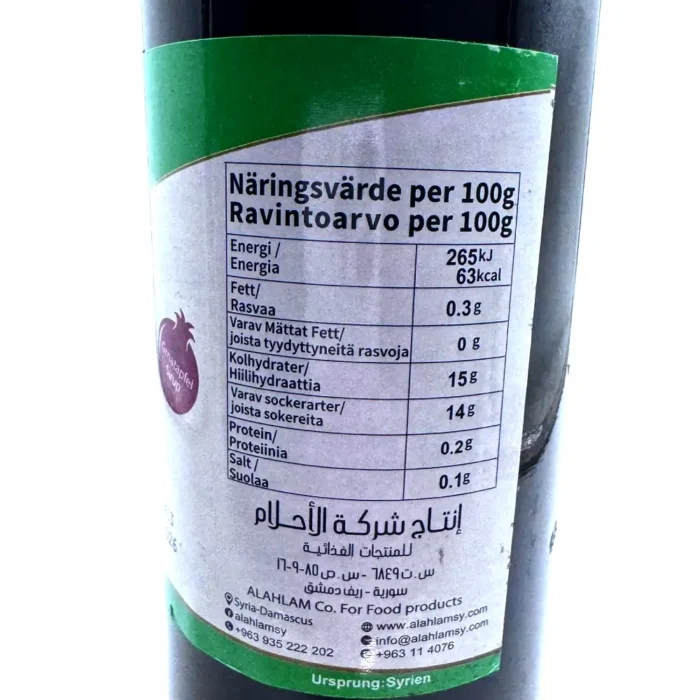 Näringsvärde per 100g
Ravintoarvo per 100g
Energi /
Energia
265kJ
63kcal
Fett/
Rasvaa
0.3g
Varav Mättat Fett/
joista tyydyttyneitä rasvoja
0 g
Kolhydrater/
Hiilihydraattia
15g
Varav sockerarter/
joista sokereita
14g
Protein/
Proteiinia
0.2g
Salt /
Suolaa
0.1g
Granatapfel
Sirup
إنتاج شركة الأحلام
للمنتجات الغذائية
س.ت ٦٨٤٩ - س.ص ٨٥-٩-١٦
سورية - ريف دمشق
ALAHLAM Co. For Food products
Syria-Damascus
www.alahlamsy.com
alahlamsy
info@alahlamsy.com
+963 935 222 202
+963 11 4076
Ursprung:Syrien